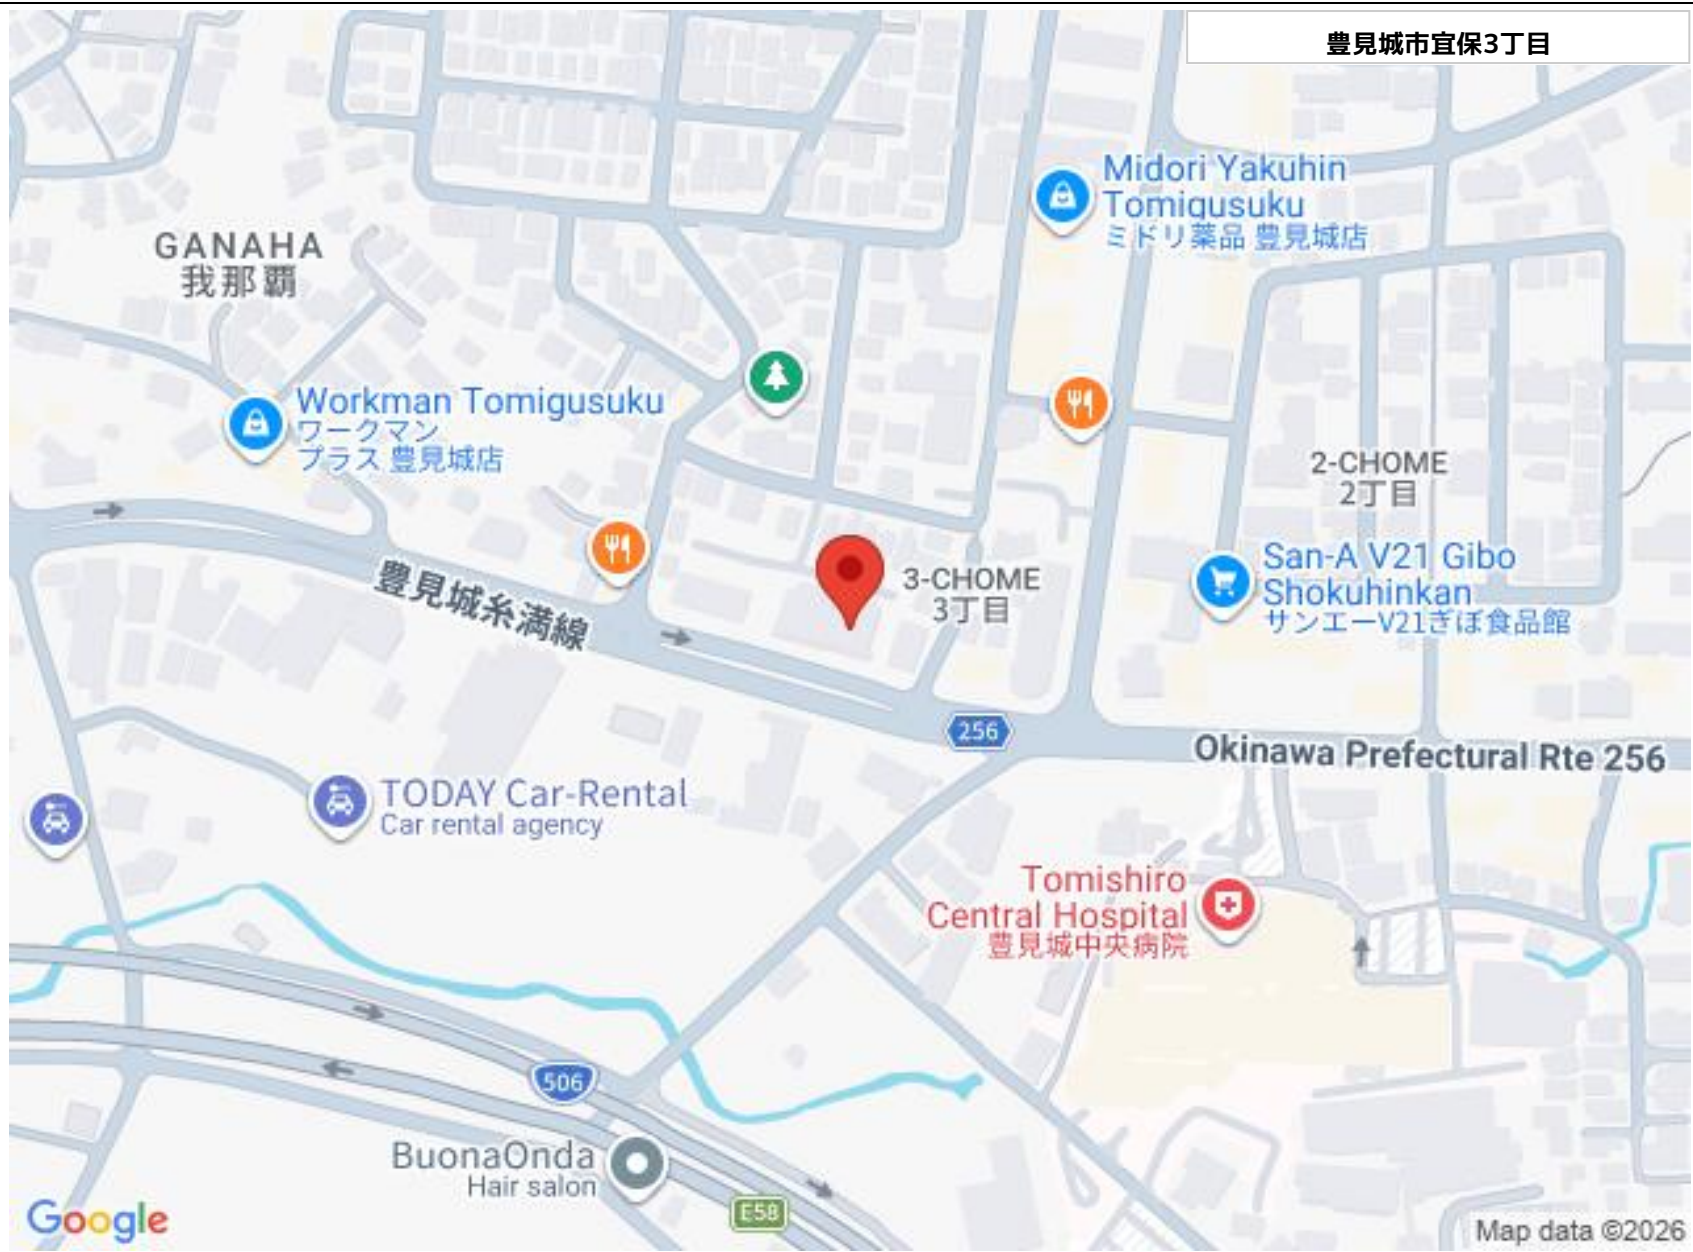 豊見城市宜保3丁目
Midori Yakuhin
Tomigusuku
ミドリ薬品 豊見城店
GANAHA
我那覇
Workman Tomigusuku
ワークマン
プラス 豊見城店
2-CHOME
2丁目
San-A V21 Gibo
Shokuhinkan
サンエーV21ぎぼ食品館
3-CHOME
3丁目
豊見城糸満線
256
Okinawa Prefectural Rte 256
TODAY Car-Rental
Car rental agency
Tomishiro
Central Hospital
豊見城中央病院
506
BuonaOnda
Hair salon
E58
Google
Map data ©2026